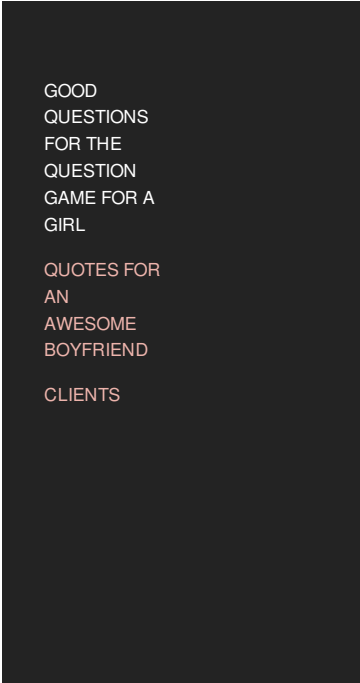 GOOD
QUESTIONS
FOR THE
QUESTION
GAME FOR A
GIRL
QUOTES FOR
AN
AWESOME
BOYFRIEND
CLIENTS